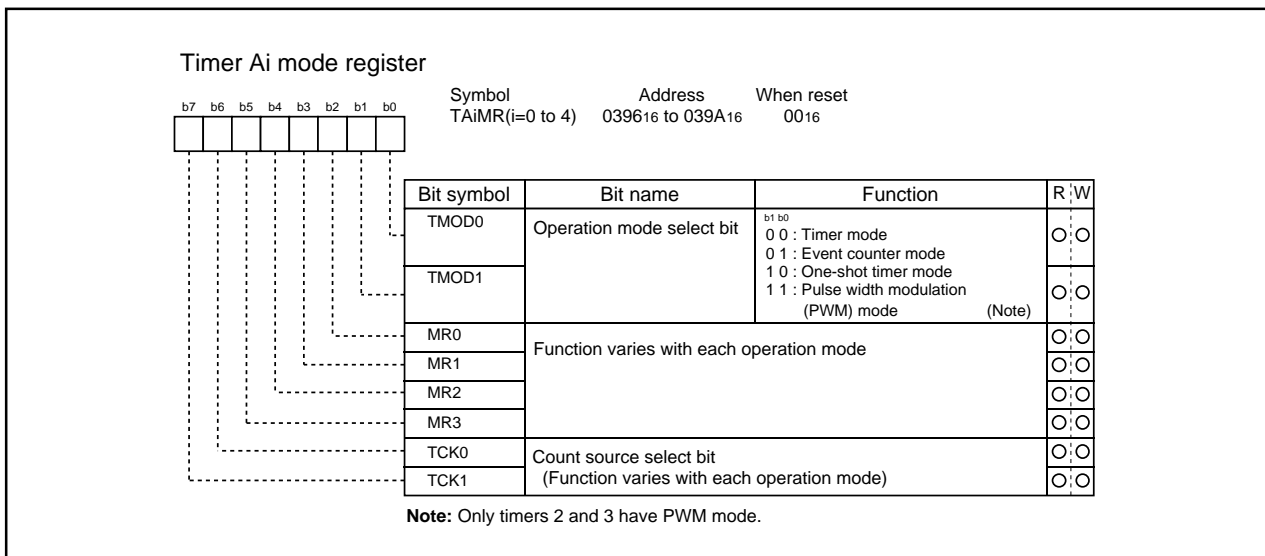 Timer Ai mode register
Symbol Address When reset
TAiMR(i=0 to 4) 039616 to 039A16 0016
b7 b6 b5 b4 b3 b2 b1 b0
Bit symbol Bit name Function R W
TMOD0 Operation mode select bit
b1 b0
0 0 : Timer mode
0 1 : Event counter mode
TMOD1
1 0 : One-shot timer mode
1 1 : Pulse width modulation
(PWM) mode (Note)
MR0
Function varies with each operation mode
MR1
MR2
MR3
TCK0
Count source select bit
TCK1
(Function varies with each operation mode)
Note: Only timers 2 and 3 have PWM mode.